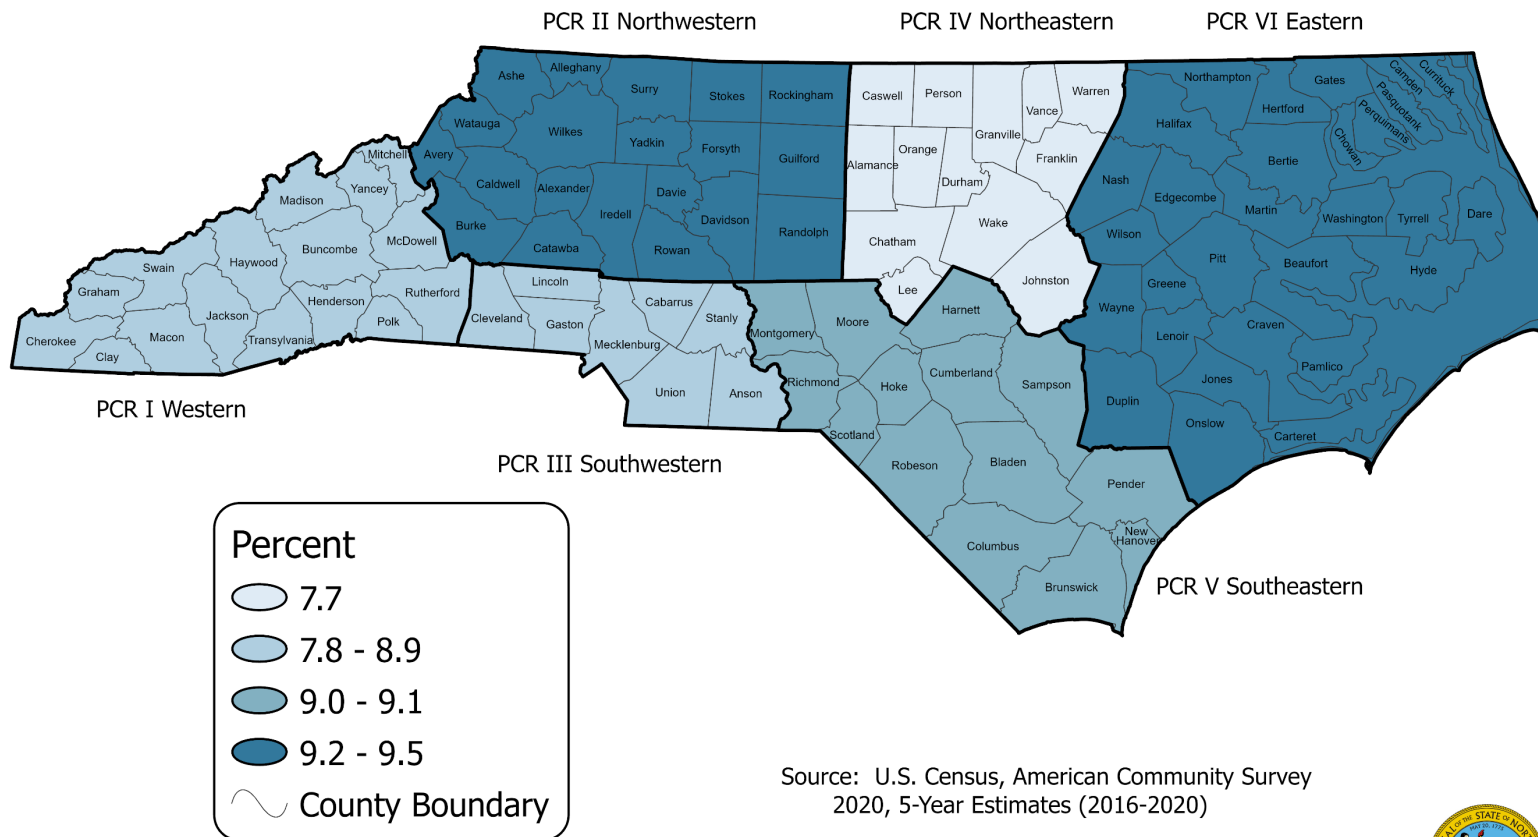 PCR II Northwestern
PCR IV Northeastern
PCR VI Eastern
Ashe
Alleghany
Surry
Stokes
Rockingham
Watauga
Wilkes
Yadkin
Forsyth
Guilford
Avery
Caldwell
Alexander
Iredell
Davie
Davidson
Randolph
Burke
Catawba
Rowan
Caswell
Person
Granville
Vance
Warren
Alamance
Orange
Durham
Franklin
Chatham
Wake
Lee
Johnston
Northampton
Gates
Camden
Currituck
Pasquotank
Perquimans
Chowan
Hertford
Halifax
Bertie
Nash
Edgecombe
Martin
Washington
Tyrrell
Dare
Wilson
Pitt
Beaufort
Hyde
Greene
Wayne
Lenoir
Craven
Pamlico
Jones
Duplin
Onslow
Carteret
Mitchell
Yancey
Madison
Buncombe
McDowell
Haywood
Swain
Graham
Jackson
Henderson
Rutherford
Polk
Cherokee
Clay
Macon
Transylvania
Cleveland
Lincoln
Gaston
Cabarrus
Stanly
Mecklenburg
Union
Anson
Montgomery
Moore
Harnett
Richmond
Hoke
Cumberland
Sampson
Scotland
Robeson
Bladen
Pender
Columbus
New
Hanover
Brunswick
PCR I Western
PCR III Southwestern
PCR V Southeastern
Percent
7.7
7.8 - 8.9
9.0 - 9.1
9.2 - 9.5
County Boundary
Source: U.S. Census, American Community Survey
2020, 5-Year Estimates (2016-2020)
OF THE STATE OF
MAY 20, 1775